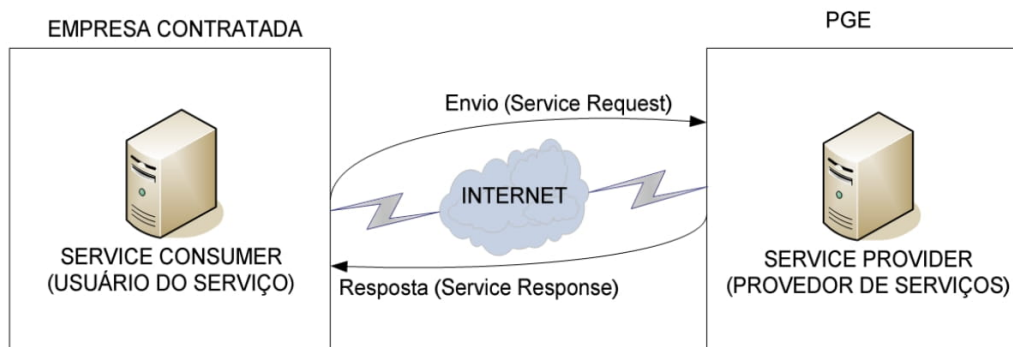 EMPRESA CONTRATADA
PGE
Envio (Service Request)
INTERNET
SERVICE CONSUMER
(USUÁRIO DO SERVIÇO)
Resposta (Service Response)
SERVICE PROVIDER
(PROVEDOR DE SERVIÇOS)